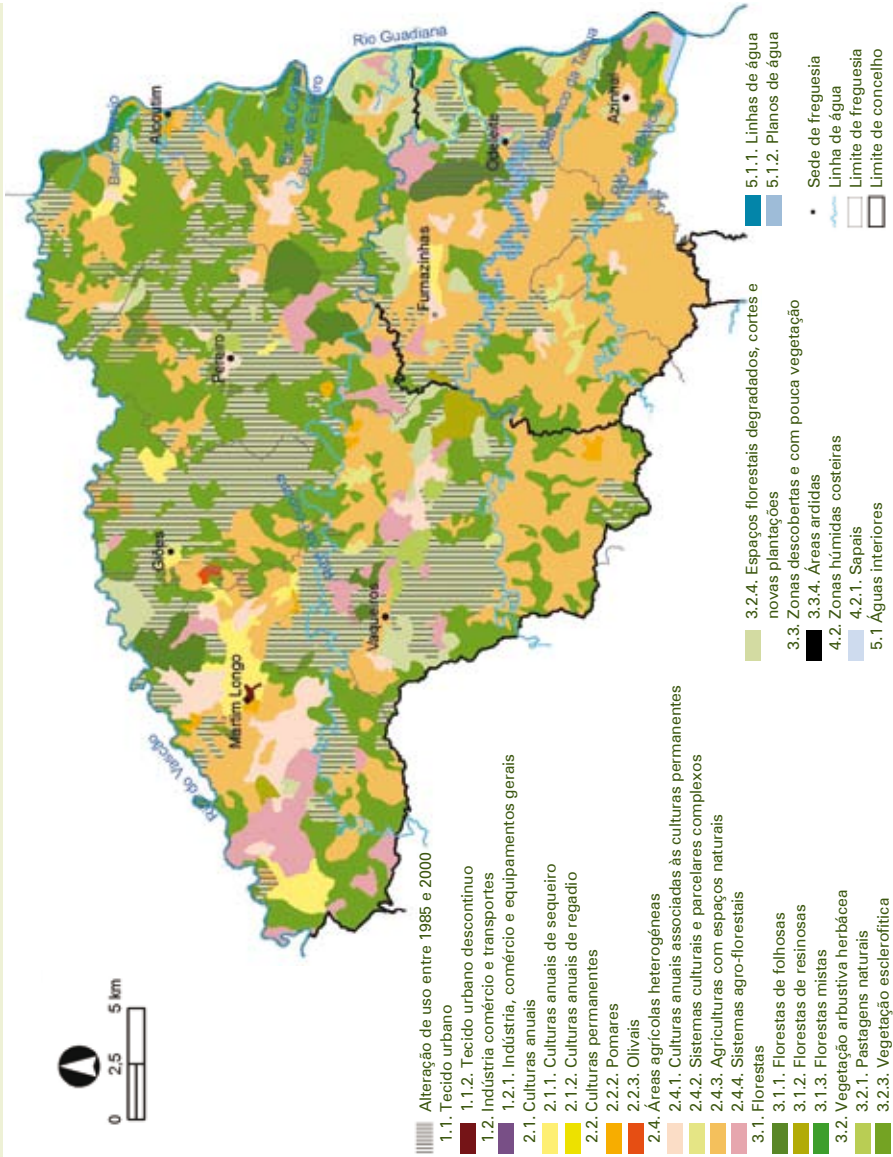 0 2,5 5 km
Rio Guadiana
Alcoutim
Odeleite
Azinhal
Furnazinhas
Pereiro
Giões
Martim Longo
Vaqueiros
Alteração de uso entre 1985 e 2000
1.1. Tecido urbano
1.1.2. Tecido urbano descontínuo
1.2. Indústria comércio e transportes
1.2.1. Indústria, comércio e equipamentos gerais
2.1. Culturas anuais
2.1.1. Culturas anuais de sequeiro
2.1.2. Culturas anuais de regadio
2.2. Culturas permanentes
2.2.2. Pomares
2.2.3. Olivais
2.4. Áreas agrícolas heterogéneas
2.4.1. Culturas anuais associadas às culturas permanentes
2.4.2. Sistemas culturais e parcelares complexos
2.4.3. Agriculturas com espaços naturais
2.4.4. Sistemas agro-florestais
3.1. Florestas
3.1.1. Florestas de folhosas
3.1.2. Florestas de resinosas
3.1.3. Florestas mistas
3.2. Vegetação arbustiva herbácea
3.2.1. Pastagens naturais
3.2.3. Vegetação esclerofítica
3.2.4. Espaços florestais degradados, cortes e
novas plantações
3.3. Zonas descobertas e com pouca vegetação
3.3.4. Áreas ardidas
4.2. Zonas húmidas costeiras
4.2.1. Sapais
5.1 Águas interiores
5.1.1. Linhas de água
5.1.2. Planos de água
Sede de freguesia
Linha de água
Limite de freguesia
Limite de concelho